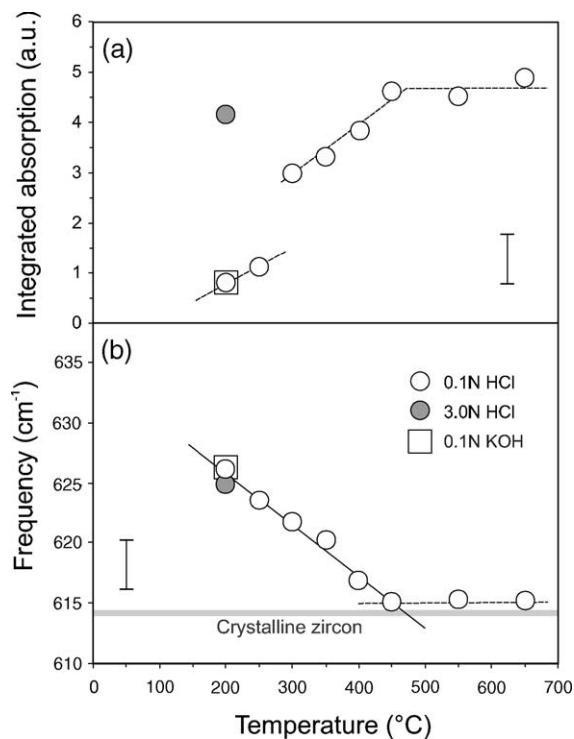 (a)
Integrated absorption (a.u.)
6
5
4
3
2
1
0
(b)
Frequency (cm⁻¹)
635
630
625
620
615
610
0.1N HCl
3.0N HCl
0.1N KOH
Crystalline zircon
0 100 200 300 400 500 600 700
Temperature (°C)